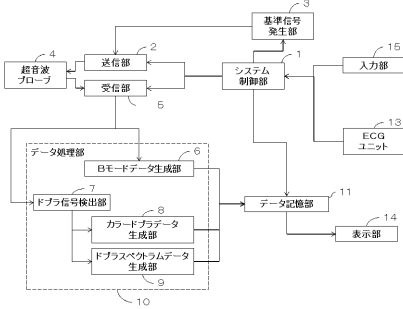 3
基準信号
発生部
4
超音波
プローブ
2
送信部
受信部
5
1
システム
制御部
15
入力部
13
ECG
ユニット
データ処理部
6
Bモードデータ生成部
7
ドプラ信号検出部
8
カラードプラデータ
生成部
ドプラスペクトラムデータ
生成部
9
10
11
データ記憶部
14
表示部